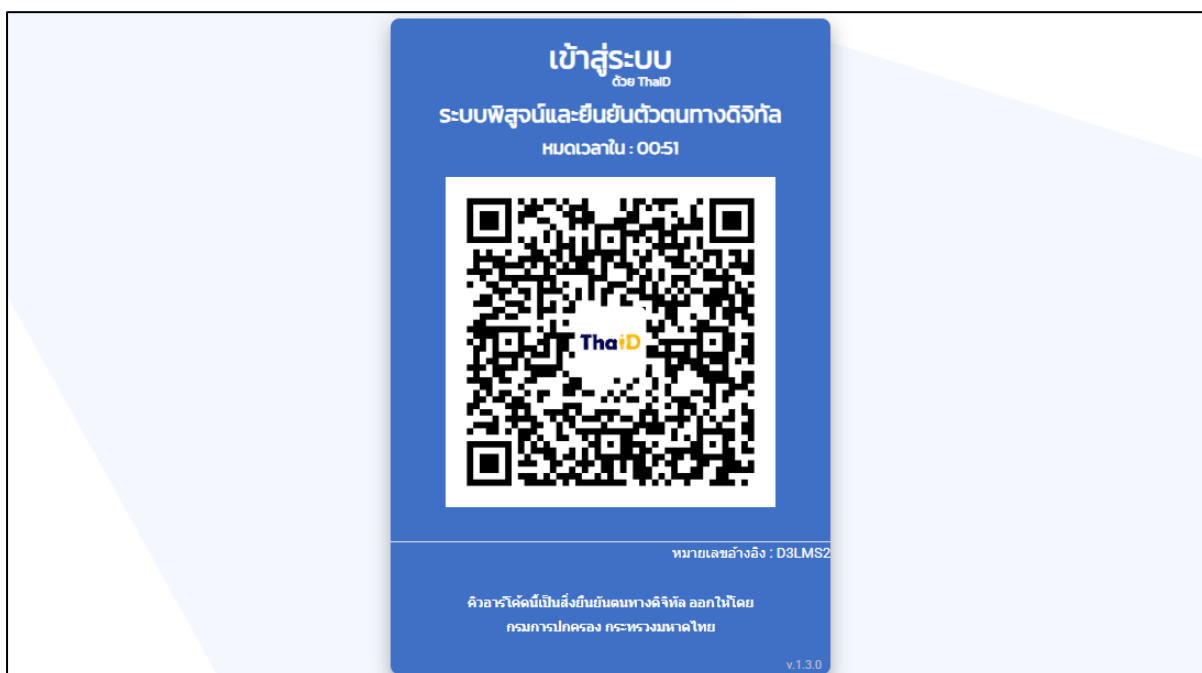 เข้าสู่ระบบ
ด้วย ThaID
ระบบพิสูจน์และยืนยันตัวตนทางดิจิทัล
หมดเวลาใน : 00:51
ThaiD
หมายเลขอ้างอิง : D3LMS2
คิวอาร์โค้ดนี้เป็นสิ่งยืนยันตนทางดิจิทัล ออกให้โดย
กรมการปกครอง กระทรวงมหาดไทย
v.1.3.0